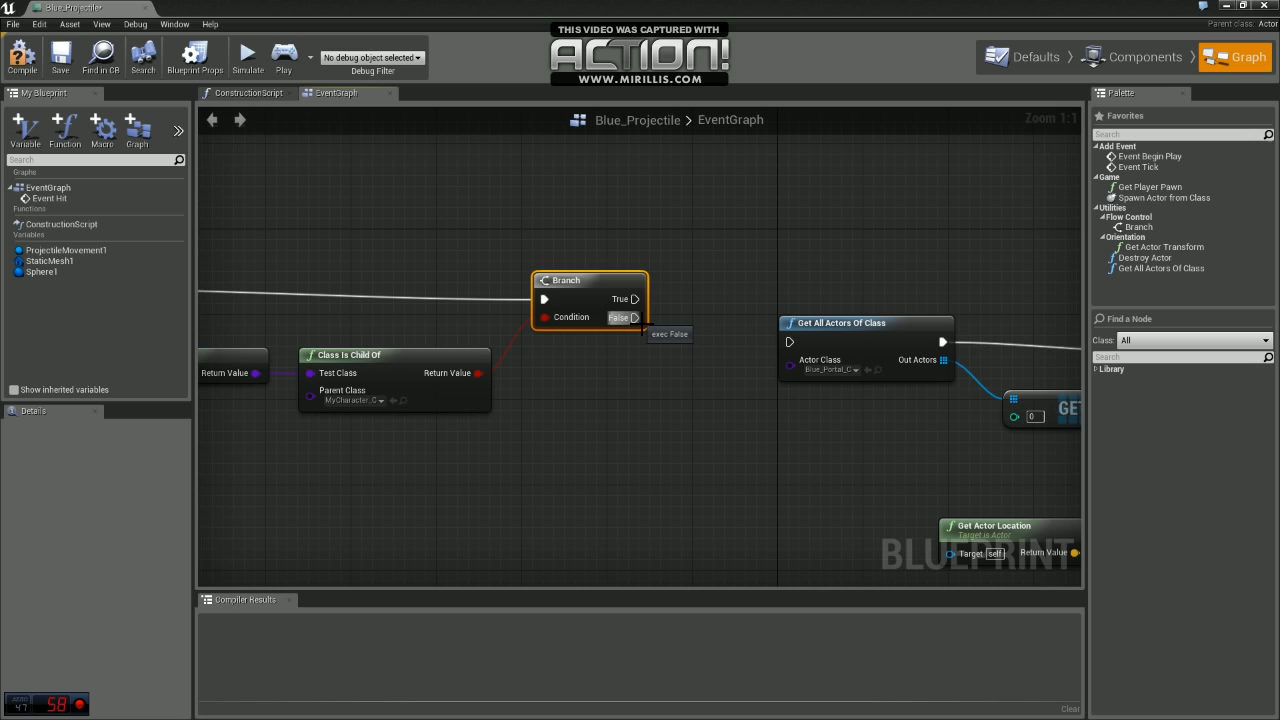 Blue_Projectile*
File Edit Asset View Debug Window Help
Parent class: Actor
THIS VIDEO WAS CAPTURED WITH
ACTION!
WWW.MIRILLIS.COM
Compile
Save
Find in CB
Search
Blueprint Props
Simulate
Play
No debug object selected
Debug Filter
Defaults
Components
Graph
My Blueprint
ConstructionScript
EventGraph
Palette
Variable
Function
Macro
Graph
Search
Graphs
EventGraph
Event Hit
Functions
ConstructionScript
Variables
ProjectileMovement1
StaticMesh1
Sphere1
Show inherited variables
Details
Blue_Projectile > EventGraph
Zoom 1:1
Branch
True
Condition
False
exec False
Return Value
Class Is Child Of
Test Class
Return Value
Parent Class
MyCharacter_C
Get All Actors Of Class
Actor Class
Out Actors
Blue_Portal_C
0
GET
Get Actor Location
Target is Actor
Target
self
Return Value
BLUEPRINT
Favorites
Search
Add Event
Event Begin Play
Event Tick
Game
Get Player Pawn
Spawn Actor from Class
Utilities
Flow Control
Branch
Orientation
Get Actor Transform
Destroy Actor
Get All Actors Of Class
Find a Node
Class: All
Search
Library
Compiler Results
Clear
47
58